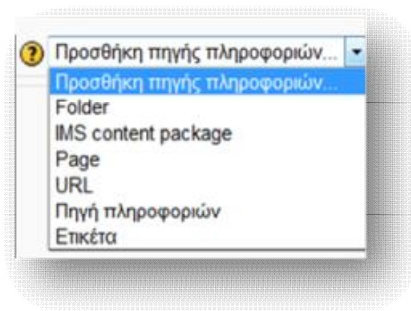 Προσθήκη πηγής πληροφοριών...
Προσθήκη πηγής πληροφοριών...
Folder
IMS content package
Page
URL
Πηγή πληροφοριών
Ετικέτα